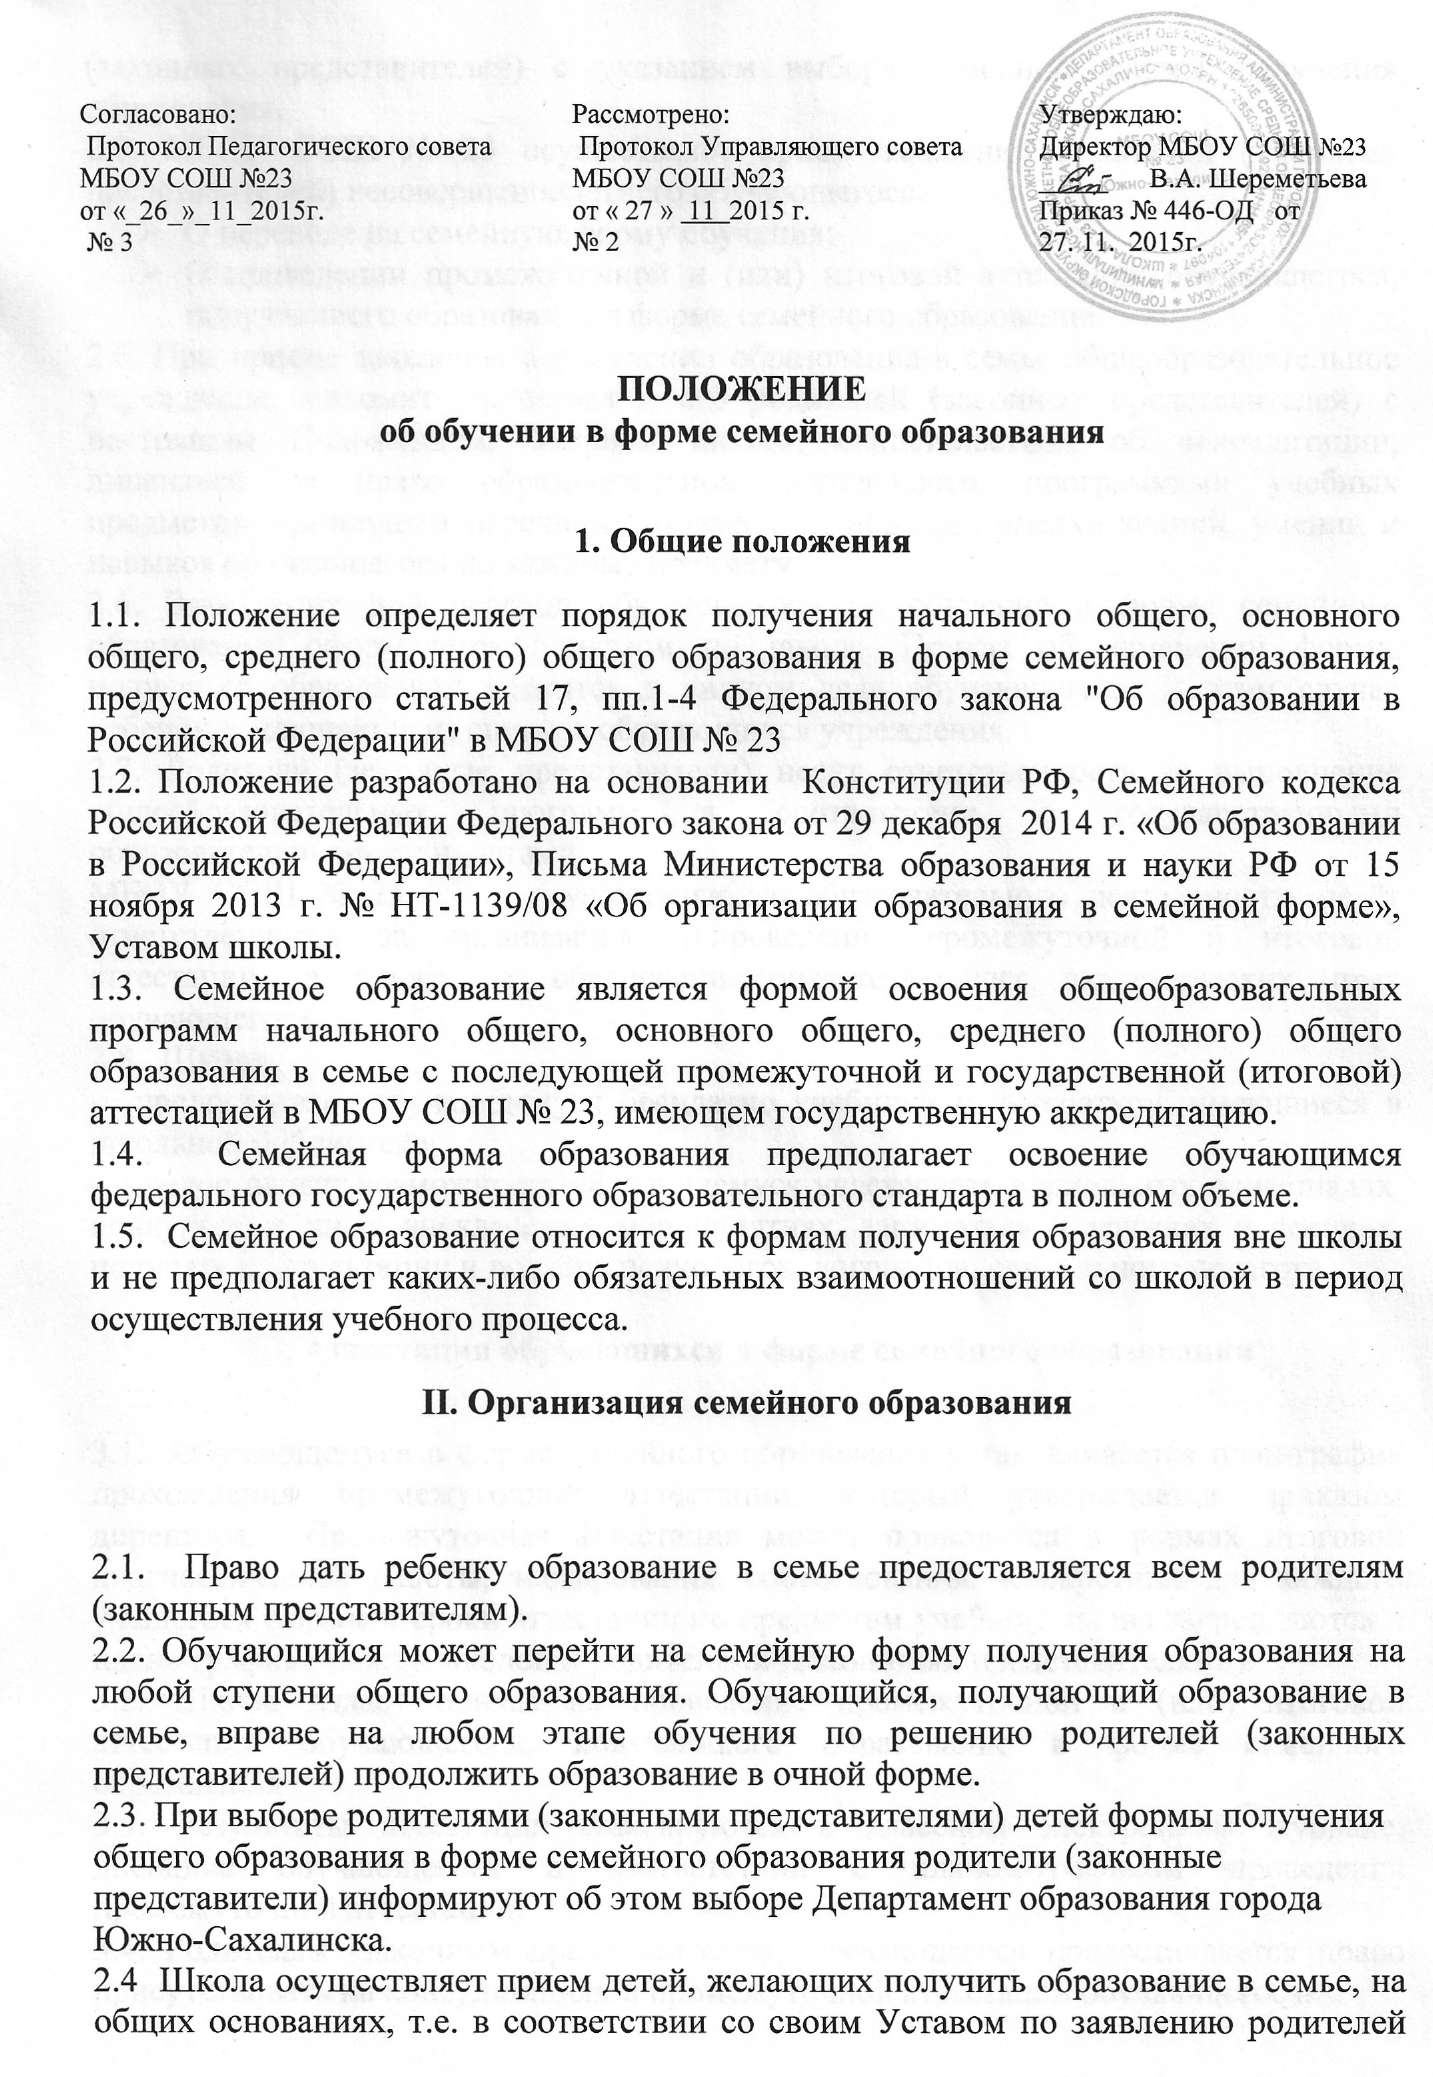 Согласовано:
Протокол Педагогического совета
МБОУ СОШ №23
от «_26_»_11_2015г.
№ 3
Рассмотрено:
Протокол Управляющего совета
МБОУ СОШ №23
от « 27 » 11 2015 г.
№ 2
Утверждаю:
Директор МБОУ СОШ №23
В.А. Шереметьева
Приказ № 446-ОД от
27. 11. 2015г.
ПОЛОЖЕНИЕ
об обучении в форме семейного образования
1. Общие положения
1.1. Положение определяет порядок получения начального общего, основного
общего, среднего (полного) общего образования в форме семейного образования,
предусмотренного статьей 17, пп.1-4 Федерального закона "Об образовании в
Российской Федерации" в МБОУ СОШ № 23
1.2. Положение разработано на основании Конституции РФ, Семейного кодекса
Российской Федерации Федерального закона от 29 декабря 2014 г. «Об образовании
в Российской Федерации», Письма Министерства образования и науки РФ от 15
ноября 2013 г. № НТ-1139/08 «Об организации образования в семейной форме»,
Уставом школы.
1.3. Семейное образование является формой освоения общеобразовательных
программ начального общего, основного общего, среднего (полного) общего
образования в семье с последующей промежуточной и государственной (итоговой)
аттестацией в МБОУ СОШ № 23, имеющем государственную аккредитацию.
1.4. Семейная форма образования предполагает освоение обучающимся
федерального государственного образовательного стандарта в полном объеме.
1.5. Семейное образование относится к формам получения образования вне школы
и не предполагает каких-либо обязательных взаимоотношений со школой в период
осуществления учебного процесса.
II. Организация семейного образования
2.1. Право дать ребенку образование в семье предоставляется всем родителям
(законным представителям).
2.2. Обучающийся может перейти на семейную форму получения образования на
любой ступени общего образования. Обучающийся, получающий образование в
семье, вправе на любом этапе обучения по решению родителей (законных
представителей) продолжить образование в очной форме.
2.3. При выборе родителями (законными представителями) детей формы получения
общего образования в форме семейного образования родители (законные
представители) информируют об этом выборе Департамент образования города
Южно-Сахалинска.
2.4 Школа осуществляет прием детей, желающих получить образование в семье, на
общих основаниях, т.е. в соответствии со своим Уставом по заявлению родителей